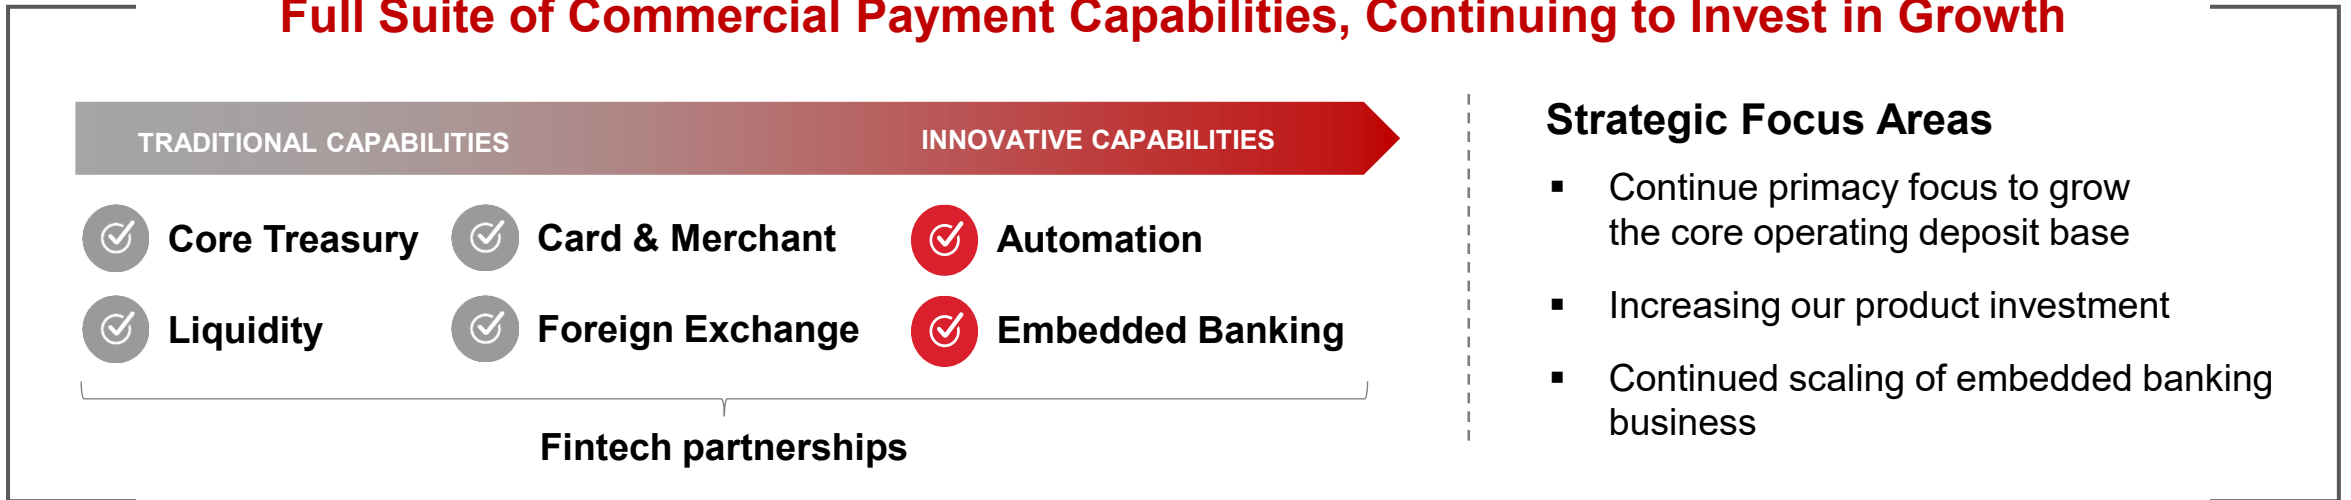 Full Suite of Commercial Payment Capabilities, Continuing to Invest in Growth
TRADITIONAL CAPABILITIES
INNOVATIVE CAPABILITIES
Core Treasury
Card & Merchant
Automation
Liquidity
Foreign Exchange
Embedded Banking
Fintech partnerships
Strategic Focus Areas
▪ Continue primacy focus to grow
the core operating deposit base
▪ Increasing our product investment
▪ Continued scaling of embedded banking
business